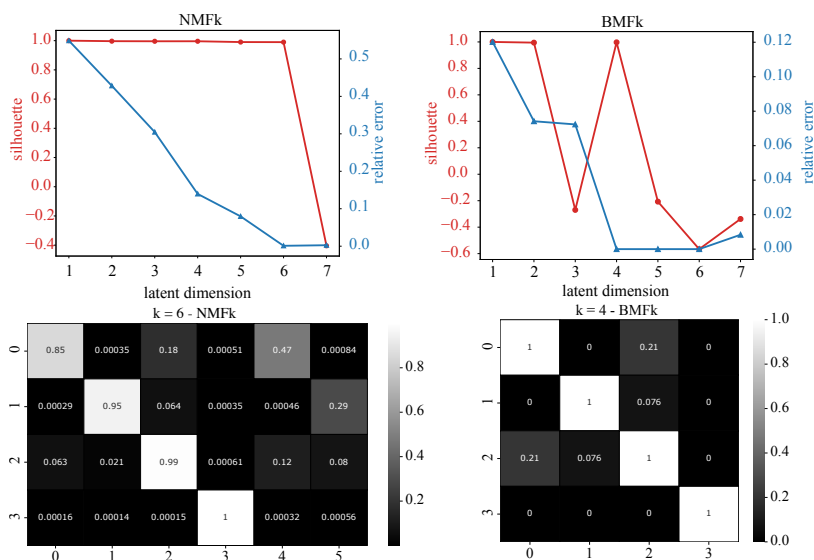 NMFk
1.0
0.8
0.6
0.4
0.2
0.0
−0.2
−0.4
silhouette
0.5
0.4
0.3
0.2
0.1
0.0
relative error
1 2 3 4 5 6 7
latent dimension
BMFk
1.0
0.8
0.6
0.4
0.2
0.0
−0.2
−0.4
−0.6
silhouette
0.12
0.10
0.08
0.06
0.04
0.02
0.00
relative error
1 2 3 4 5 6 7
latent dimension
k = 6 - NMFk
0 0.85 0.00035 0.18 0.00051 0.47 0.00084
1 0.00029 0.95 0.064 0.00035 0.00046 0.29
2 0.063 0.021 0.99 0.00061 0.12 0.08
3 0.00016 0.00014 0.00015 1 0.00032 0.00056
0 1 2 3 4 5
0.8
0.6
0.4
0.2
k = 4 - BMFk
0 1 0 0.21 0
1 0 1 0.076 0
2 0.21 0.076 1 0
3 0 0 0 1
0 1 2 3
1.0
0.8
0.6
0.4
0.2
0.0